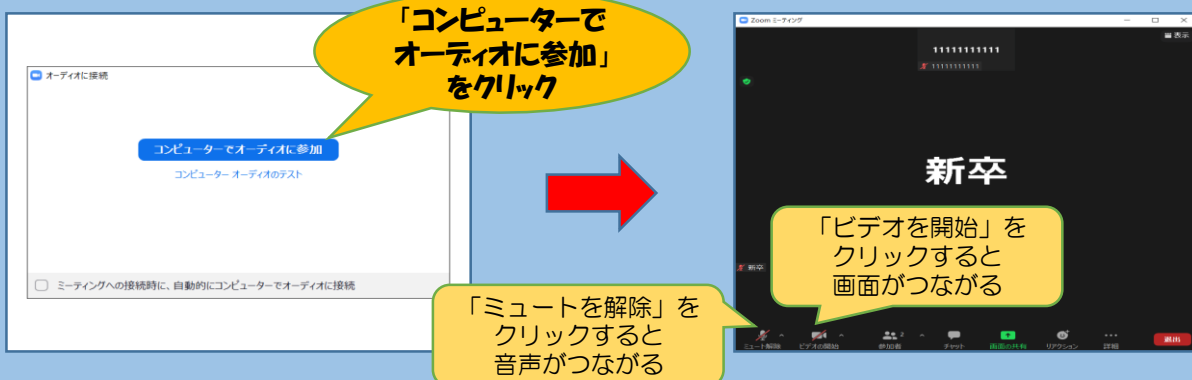 「コンピューターで
オーディオに参加」
をクリック
オーディオに接続
コンピューターでオーディオに参加
コンピューター オーディオのテスト
ミーティングへの接続時に、自動的にコンピューターでオーディオに接続
Zoom ミーティング
表示
11111111111
11111111111
新卒
「ビデオを開始」を
クリックすると
画面がつながる
新卒
「ミュートを解除」を
クリックすると
音声がつながる
ミュート解除 ビデオの開始 参加者 2 チャット 画面の共有 リアクション 詳細 退出